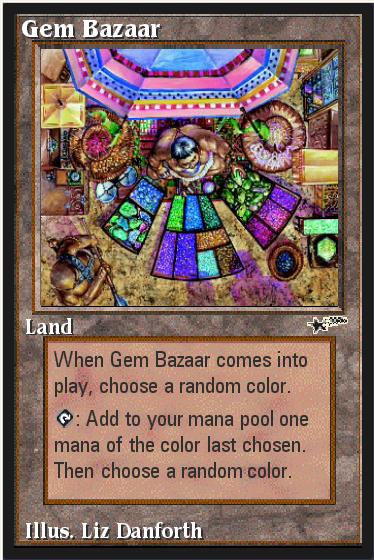 Gem Bazaar
Land
When Gem Bazaar comes into
play, choose a random color.
: Add to your mana pool one
mana of the color last chosen.
Then choose a random color.
Illus. Liz Danforth